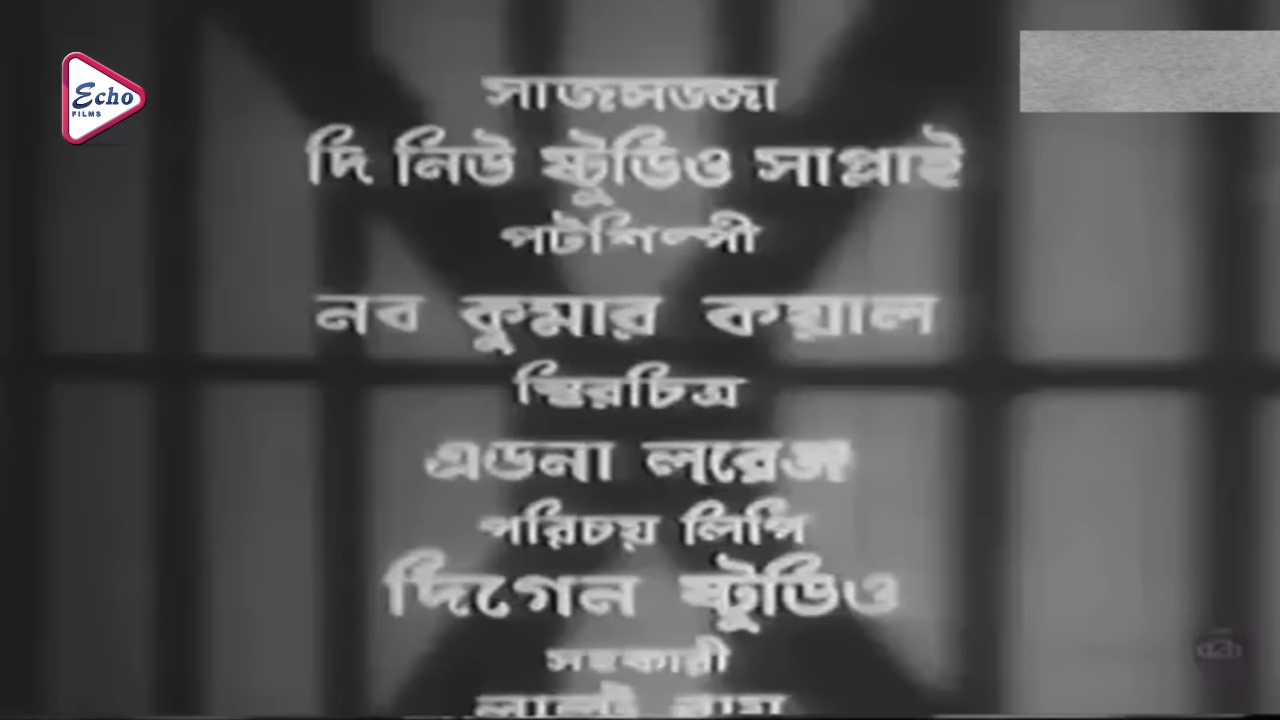 Echo
FILMS
সাজসজ্জা
দি নিউ ষ্টুডিও সাপ্লাই
পটশিল্পী
নব কুমার কয়াল
স্থিরচিত্র
এডনা লরেঞ্জ
পরিচয় লিপি
দিগেন ষ্টুডিও
সহকারী